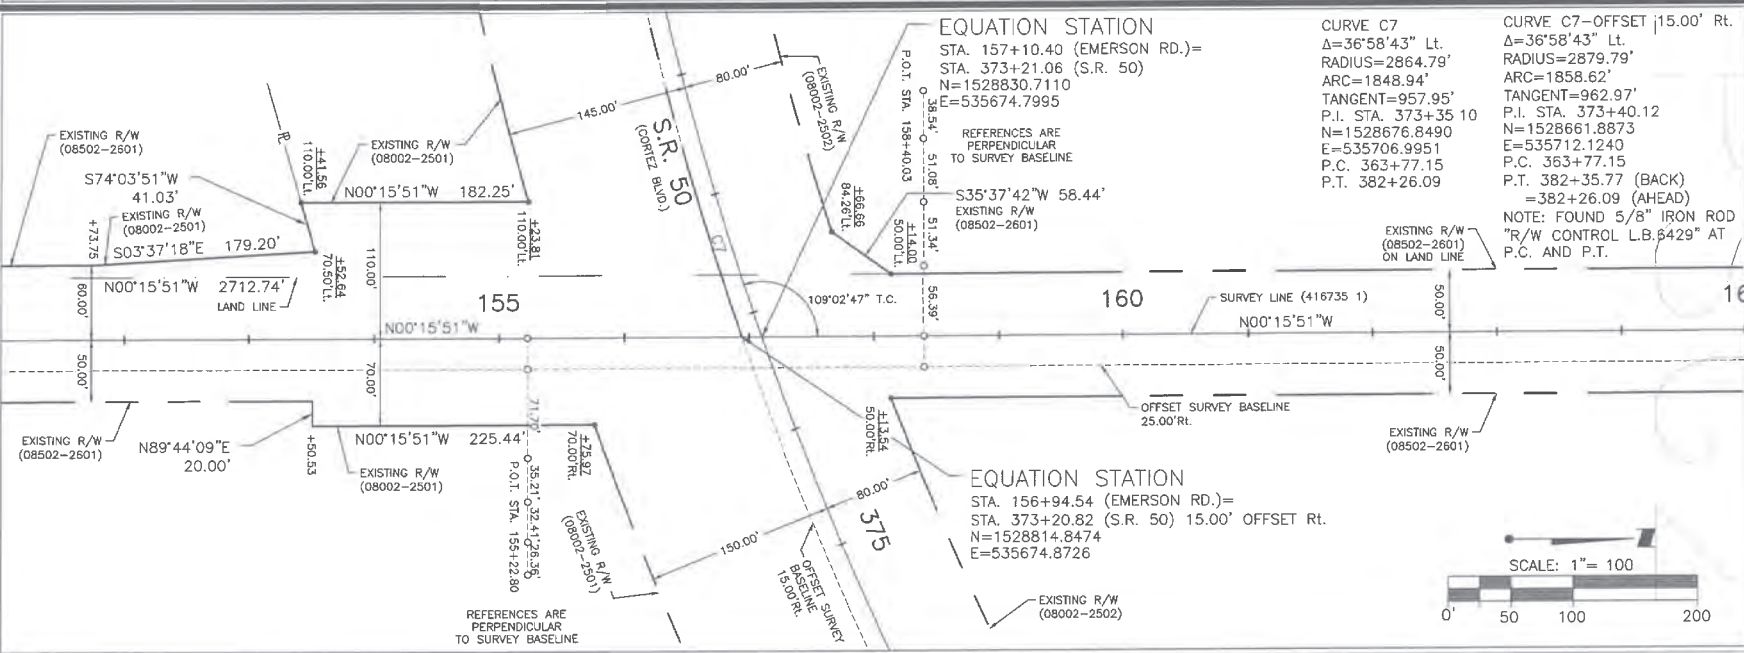 EQUATION STATION
STA. 157+10.40 (EMERSON RD.)=
STA. 373+21.06 (S.R. 50)
N=1528830.7110
E=535674.7995
CURVE C7
Δ=36°58'43" Lt.
RADIUS=2864.79'
ARC=1848.94'
TANGENT=957.95'
P.I. STA. 373+35 10
N=1528676.8490
E=535706.9951
P.C. 363+77.15
P.T. 382+26.09
CURVE C7-OFFSET 15.00' Rt.
Δ=36°58'43" Lt.
RADIUS=2879.79'
ARC=1858.62'
TANGENT=962.97'
P.I. STA. 373+40.12
N=1528661.8873
E=535712.1240
P.C. 363+77.15
P.T. 382+35.77 (BACK)
=382+26.09 (AHEAD)
NOTE: FOUND 5/8" IRON ROD
"R/W CONTROL L.B.6429" AT
P.C. AND P.T.
EXISTING R/W
(08502-2601)
PL
S74°03'51"W
41.03'
EXISTING R/W
(08002-2501)
S03°37'18"E 179.20'
+73.75
60.00'
50.00'
N00°15'51"W 2712.74'
LAND LINE
±41.56
110.00'Lt.
EXISTING R/W
(08002-2501)
N00°15'51"W 182.25'
±52.64
70.50'Lt.
110.00'
70.00'
±23.81
110.00'Lt.
155
N00°15'51"W
145.00'
80.00'
S.R. 50
(CORTEZ BLVD.)
C7
EXISTING R/W
(08002-2502)
±66.66
84.26'Lt.
P.O.T. STA. 158+40.03
38.54'
51.08'
51.34'
56.39'
REFERENCES ARE
PERPENDICULAR
TO SURVEY BASELINE
S35°37'42"W 58.44'
EXISTING R/W
(08502-2601)
±14.00
50.00'Lt.
109°02'47" T.C.
160
SURVEY LINE (416735 1)
N00°15'51"W
EXISTING R/W
(08502-2601)
ON LAND LINE
50.00'
50.00'
16
EXISTING R/W
(08502-2601)
N89°44'09"E
20.00'
+50.53
N00°15'51"W 225.44'
EXISTING R/W
(08002-2501)
35.21'
32.41'
26.36'
P.O.T. STA. 155+22.80
REFERENCES ARE
PERPENDICULAR
TO SURVEY BASELINE
±75.97
70.00'Rt.
EXISTING R/W
(08002-2501)
150.00'
80.00'
OFFSET SURVEY
BASELINE
15.00'Rt.
375
±13.54
50.00'Rt.
OFFSET SURVEY BASELINE
25.00'Rt.
EXISTING R/W
(08502-2601)
EQUATION STATION
STA. 156+94.54 (EMERSON RD.)=
STA. 373+20.82 (S.R. 50) 15.00' OFFSET Rt.
N=1528814.8474
E=535674.8726
EXISTING R/W
(08002-2502)
SCALE: 1"= 100
0'
50
100
200